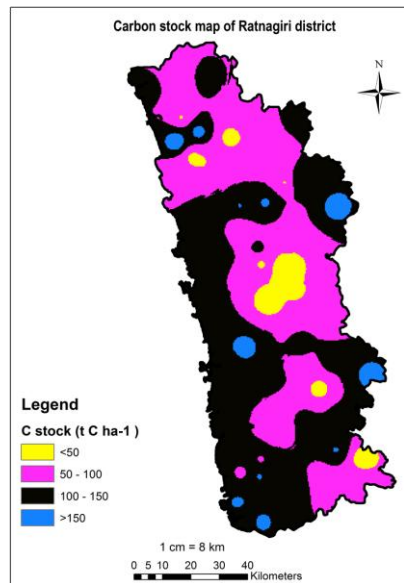 Carbon stock map of Ratnagiri district
N
Legend
C stock (t C ha-1 )
<50
50 - 100
100 - 150
>150
1 cm = 8 km
0 5 10 20 30 40
Kilometers